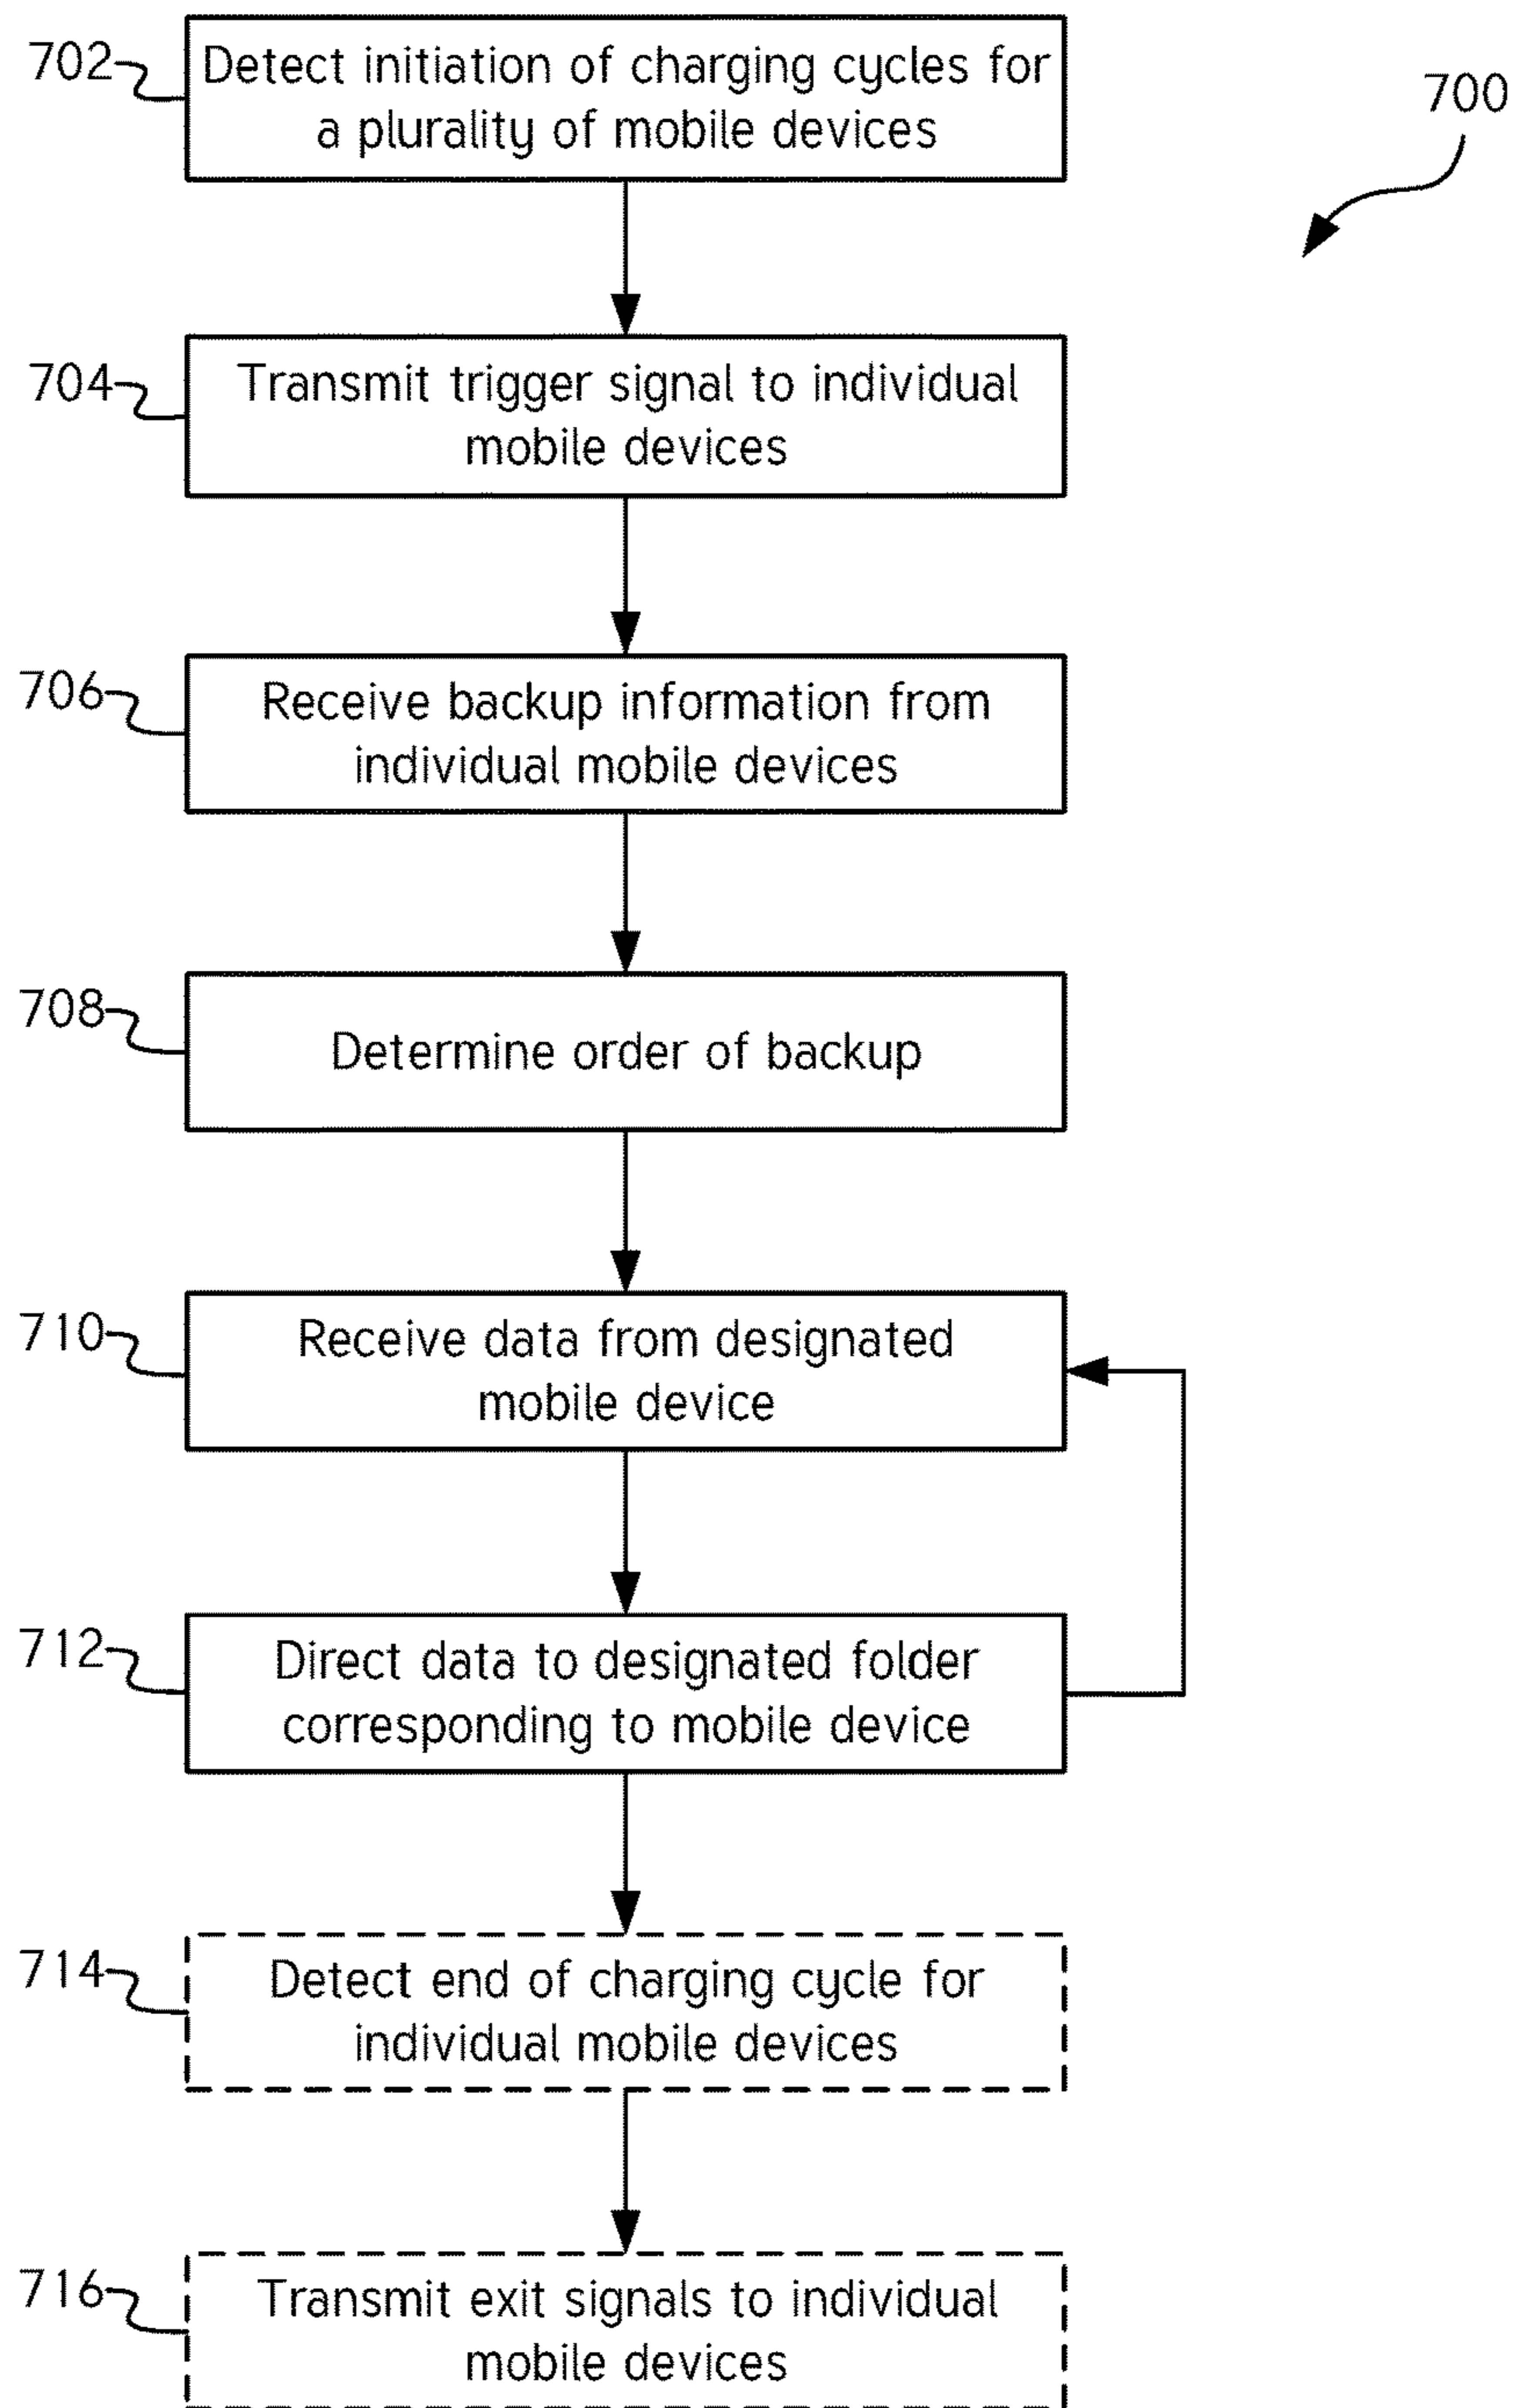 702
Detect initiation of charging cycles for
a plurality of mobile devices
700
704
Transmit trigger signal to individual
mobile devices
706
Receive backup information from
individual mobile devices
708
Determine order of backup
710
Receive data from designated
mobile device
712
Direct data to designated folder
corresponding to mobile device
714
Detect end of charging cycle for
individual mobile devices
716
Transmit exit signals to individual
mobile devices